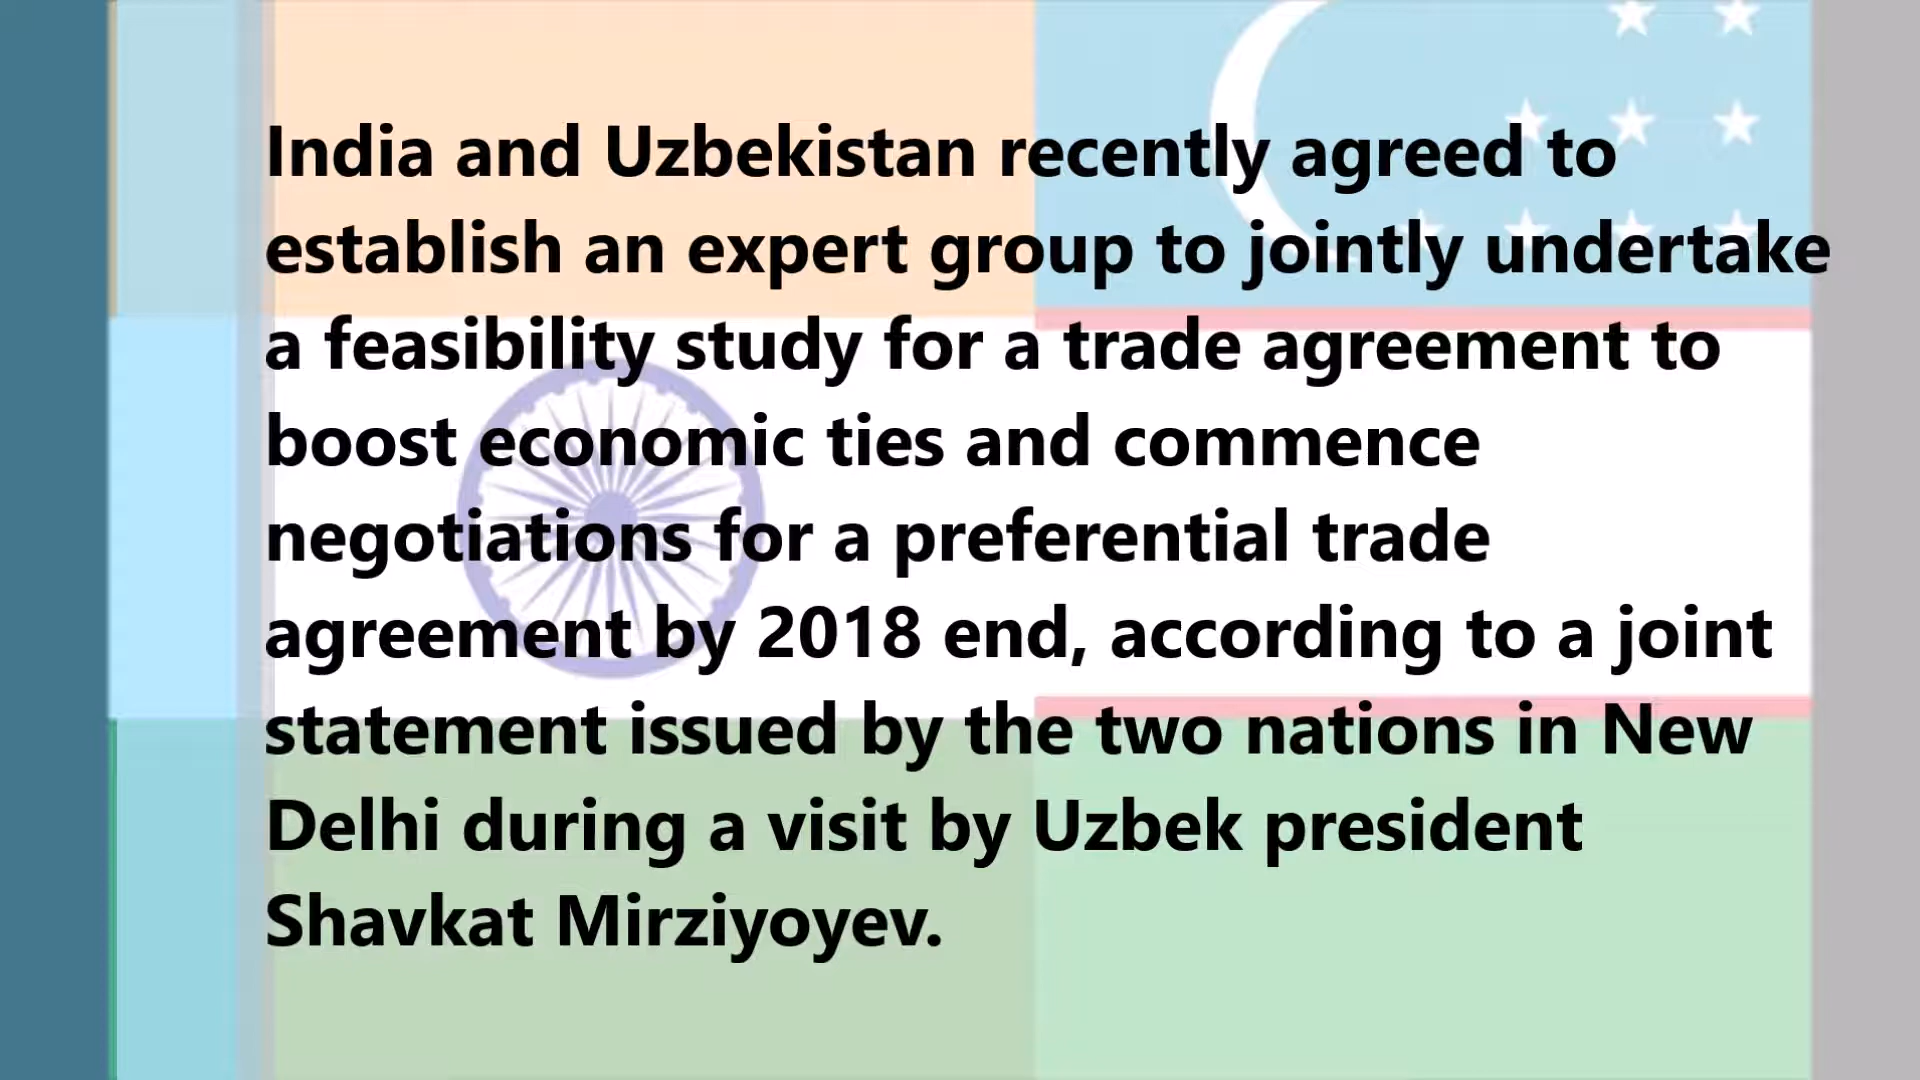 India and Uzbekistan recently agreed to
establish an expert group to jointly undertake
a feasibility study for a trade agreement to
boost economic ties and commence
negotiations for a preferential trade
agreement by 2018 end, according to a joint
statement issued by the two nations in New
Delhi during a visit by Uzbek president
Shavkat Mirziyoyev.